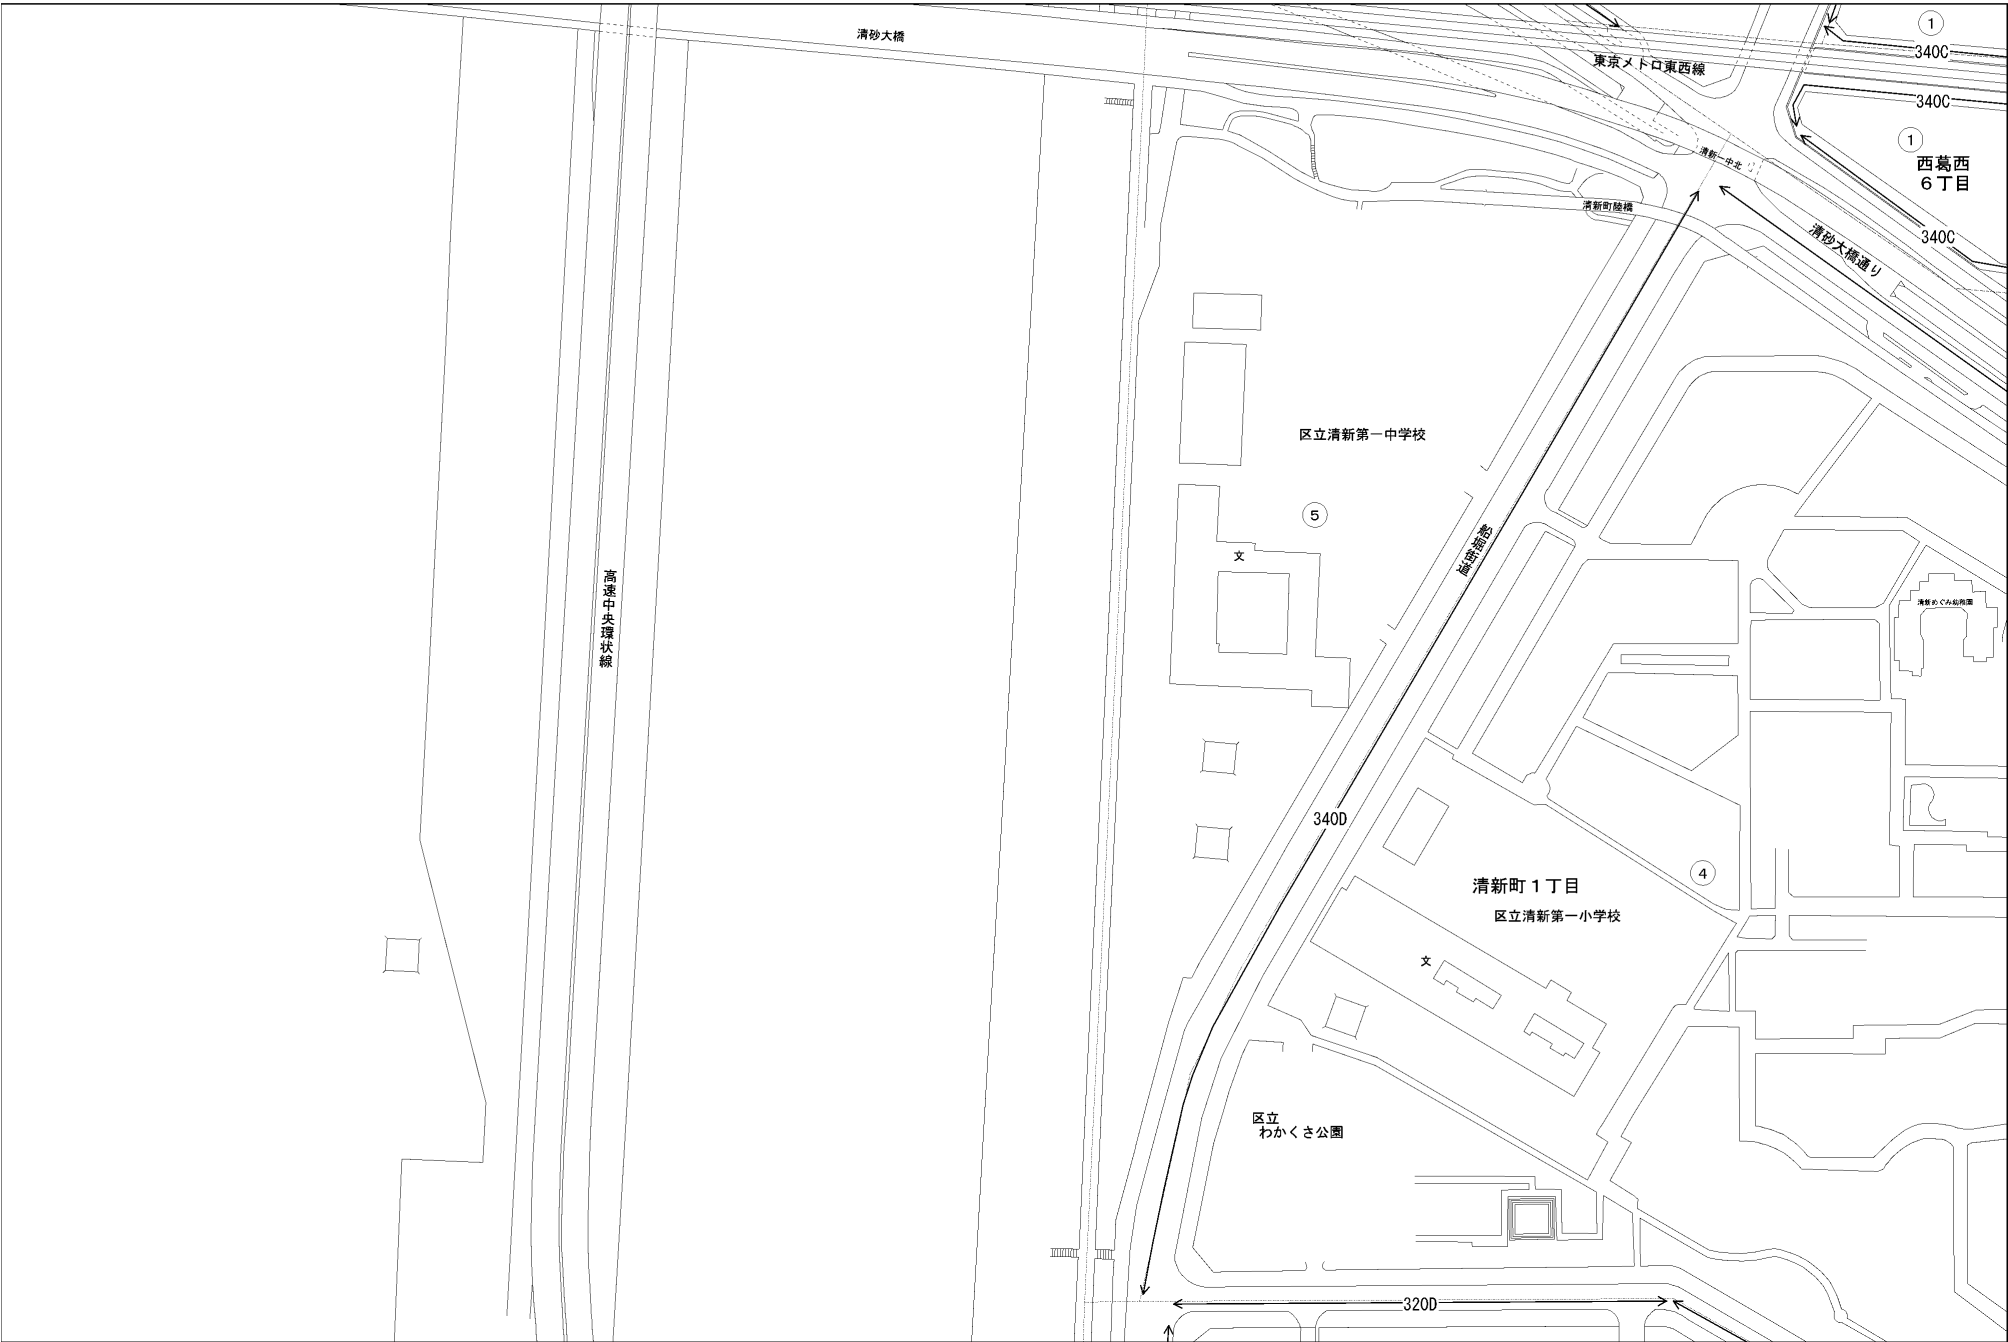 清砂大橋
東京メトロ東西線
①
340C
340C
①
西葛西
６丁目
340C
清新一中北
清新町陸橋
清砂大橋通り
区立清新第一中学校
⑤
文
船堀街道
高速中央環状線
清新めぐみ幼稚園
340D
④
清新町１丁目
区立清新第一小学校
文
区立
わかくさ公園
320D